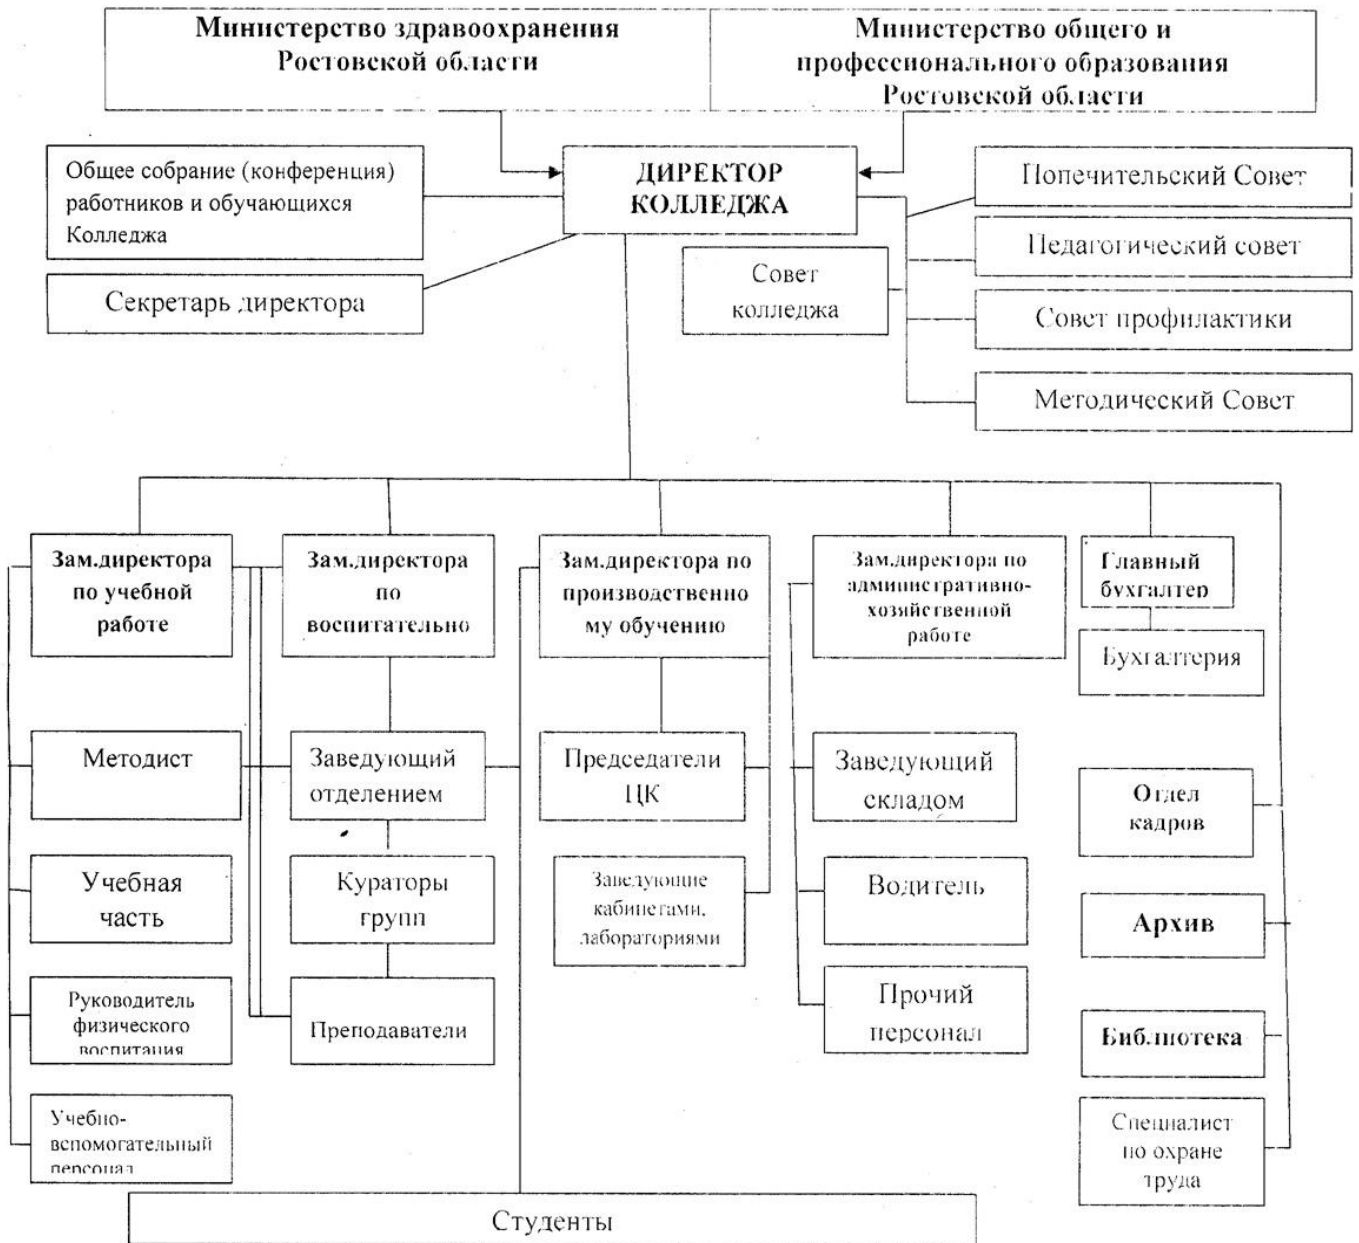 Министерство здравоохранения
Ростовской области
Министерство общего и
профессионального образования
Ростовской области
Общее собрание (конференция)
работников и обучающихся
Колледжа
ДИРЕКТОР
КОЛЛЕДЖА
Попечительский Совет
Педагогический совет
Секретарь директора
Совет
колледжа
Совет профилактики
Методический Совет
Зам.директора
по учебной
работе
Зам.директора
по
воспитательно
Зам.директора по
производственно
му обучению
Зам.директора по
административно-
хозяйственной
работе
Главный
бухгалтер
Бухгалтерия
Методист
Заведующий
отделением
Председатели
ЦК
Заведующий
складом
Отдел
кадров
Учебная
часть
Кураторы
групп
Заведующие
кабинетами,
лабораториями
Водитель
Архив
Руководитель
физического
воспитания
Преподаватели
Прочий
персонал
Библиотека
Учебно-
вспомогательный
персонал
Специалист
по охране
труда
Студенты